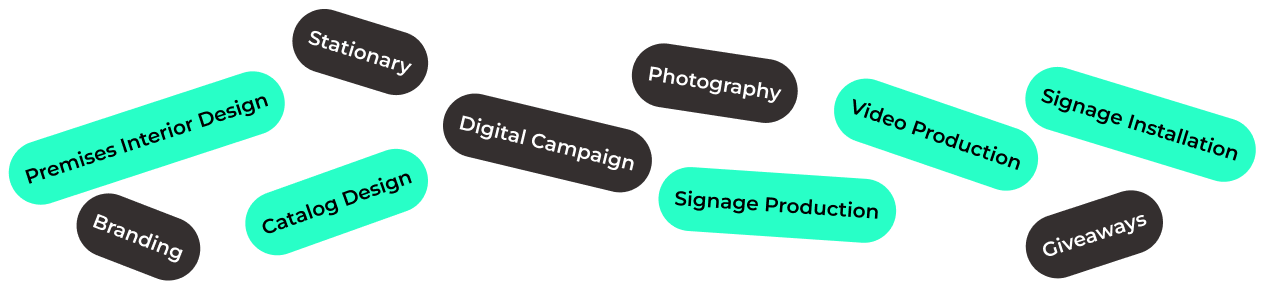 Stationary
Premises Interior Design
Branding
Catalog Design
Digital Campaign
Photography
Signage Production
Video Production
Signage Installation
Giveaways